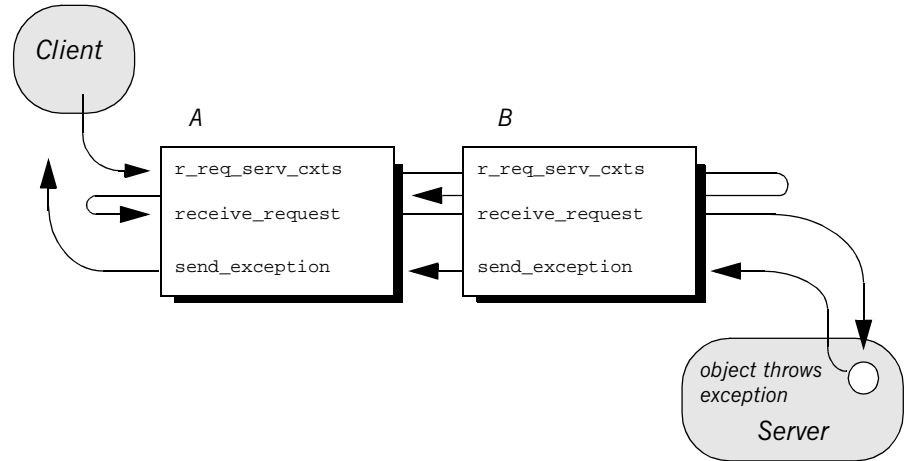 Client
A
B
r_req_serv_cxts
receive_request
send_exception
r_req_serv_cxts
receive_request
send_exception
object throws
exception
Server